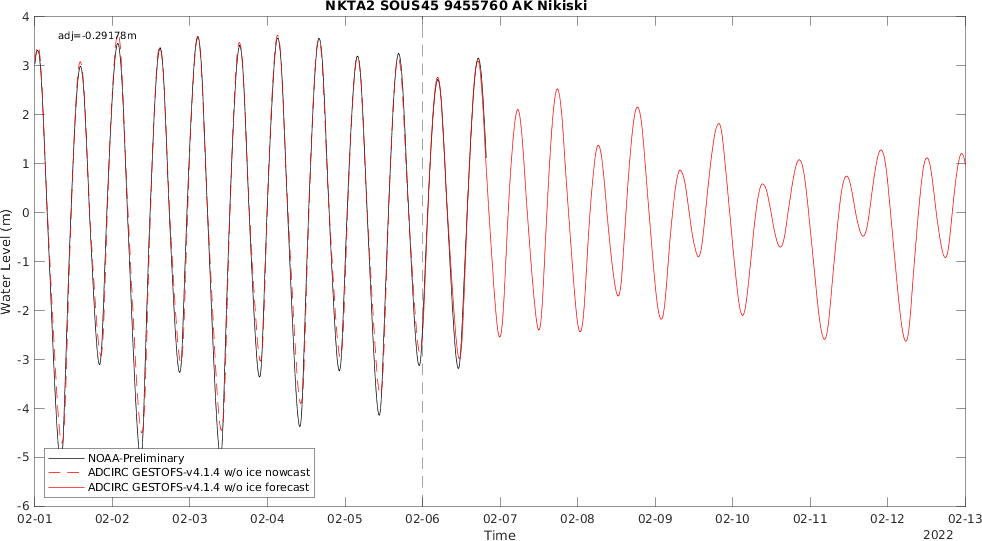 NKTA2 SOUS45 9455760 AK Nikiski
adj=-0.29178m
4
3
2
1
0
-1
-2
-3
-4
-5
-6
Water Level (m)
NOAA-Preliminary
ADCIRC GESTOFS-v4.1.4 w/o ice nowcast
ADCIRC GESTOFS-v4.1.4 w/o ice forecast
02-01 02-02 02-03 02-04 02-05 02-06 02-07 02-08 02-09 02-10 02-11 02-12 02-13
Time
2022